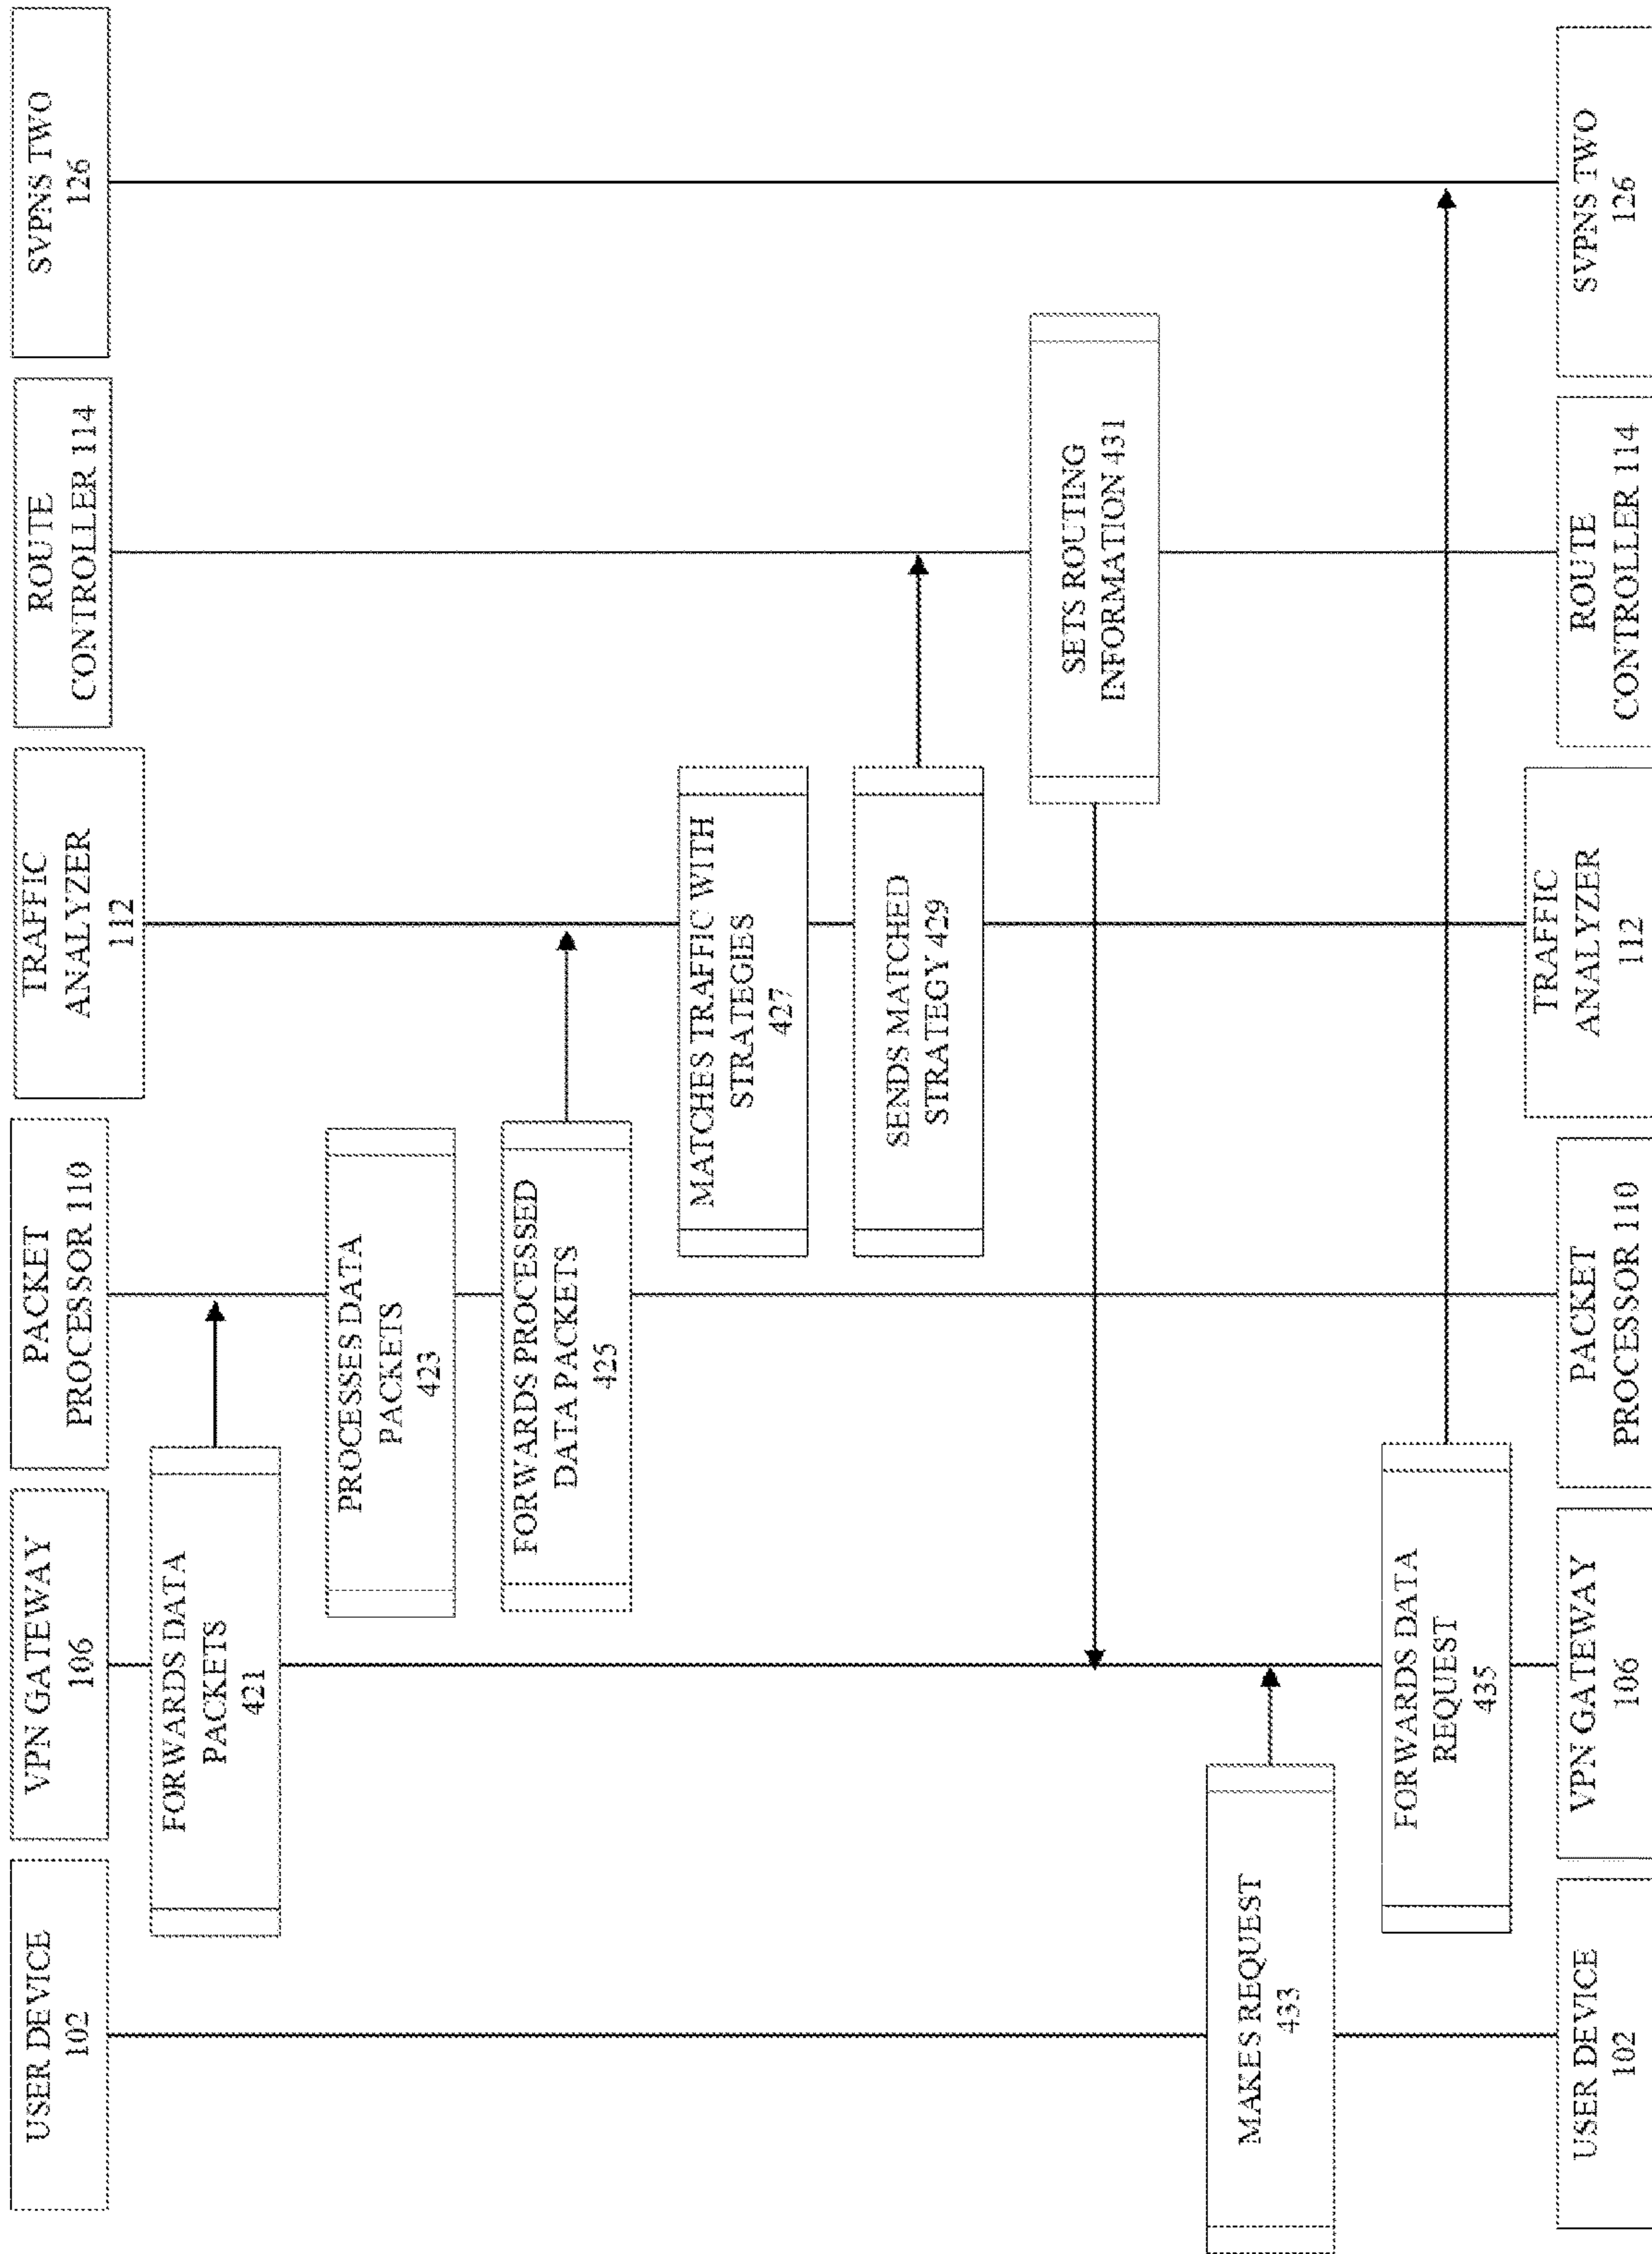 USER DEVICE
102
VPN GATEWAY
106
PACKET
PROCESSOR 110
TRAFFIC
ANALYZER
112
ROUTE
CONTROLLER 114
SVPNS TWO
126
FORWARDS DATA
PACKETS
421
PROCESSES DATA
PACKETS
423
FORWARDS PROCESSED
DATA PACKETS
425
MATCHES TRAFFIC WITH
STRATEGIES
427
SENDS MATCHED
STRATEGY 429
SETS ROUTING
INFORMATION 431
MAKES REQUEST
433
FORWARDS DATA
REQUEST
435
USER DEVICE
102
VPN GATEWAY
106
PACKET
PROCESSOR 110
TRAFFIC
ANALYZER
112
ROUTE
CONTROLLER 114
SVPNS TWO
126